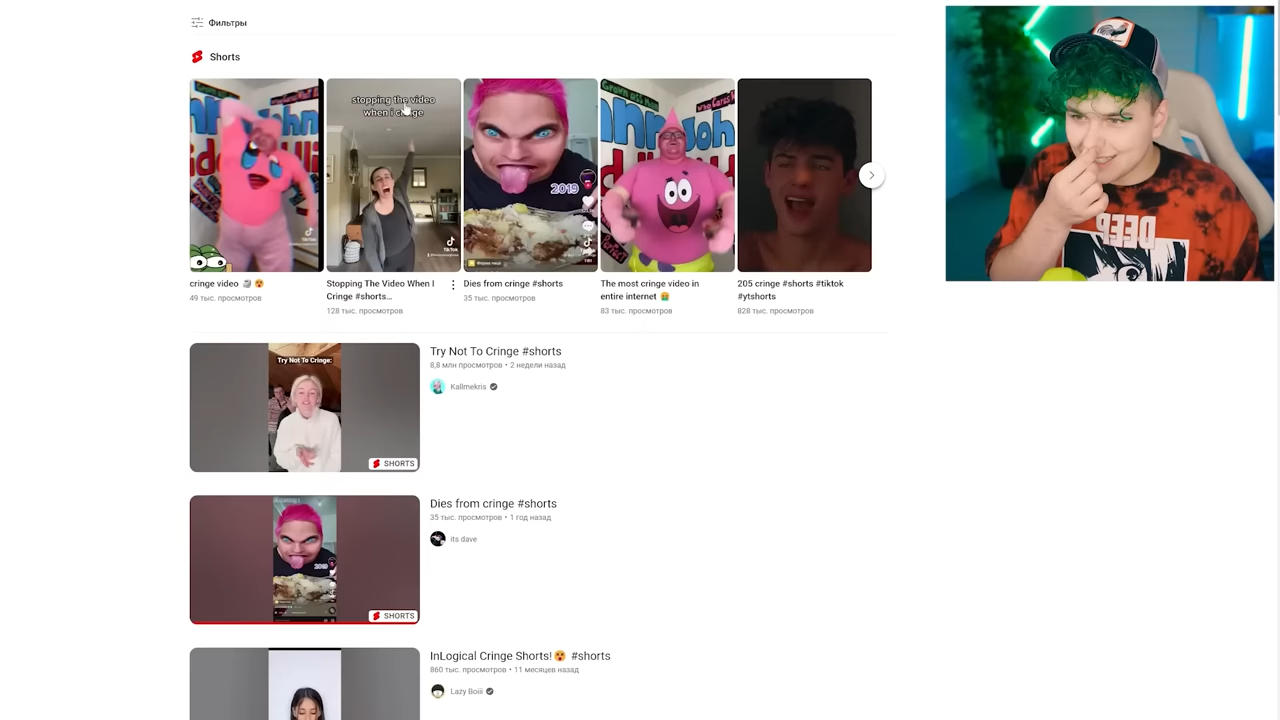 Фильтры
Shorts
stopping the video
when i cringe
2019
TikTok
TikTok
cringe video
49 тыс. просмотров
Stopping The Video When I
Cringe #shorts...
128 тыс. просмотров
Dies from cringe #shorts
35 тыс. просмотров
The most cringe video in
entire internet 🤮
83 тыс. просмотров
205 cringe #shorts #tiktok
#ytshorts
828 тыс. просмотров
DEEP
Try Not To Cringe:
SHORTS
Try Not To Cringe #shorts
8,8 млн просмотров • 2 недели назад
Kallmekris
2019
SHORTS
Dies from cringe #shorts
35 тыс. просмотров • 1 год назад
its dave
InLogical Cringe Shorts!😵 #shorts
860 тыс. просмотров • 11 месяцев назад
Lazy Boiii